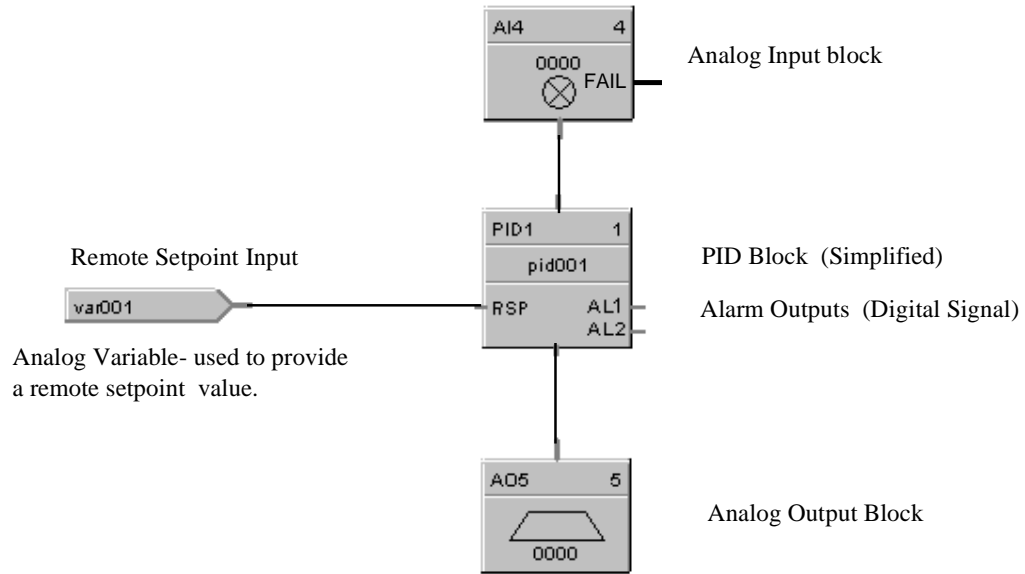 AI4 4
0000
FAIL
Analog Input block
PID1 1
pid001
RSP AL1
AL2
Remote Setpoint Input
var001
Analog Variable- used to provide
a remote setpoint value.
PID Block (Simplified)
Alarm Outputs (Digital Signal)
AO5 5
0000
Analog Output Block